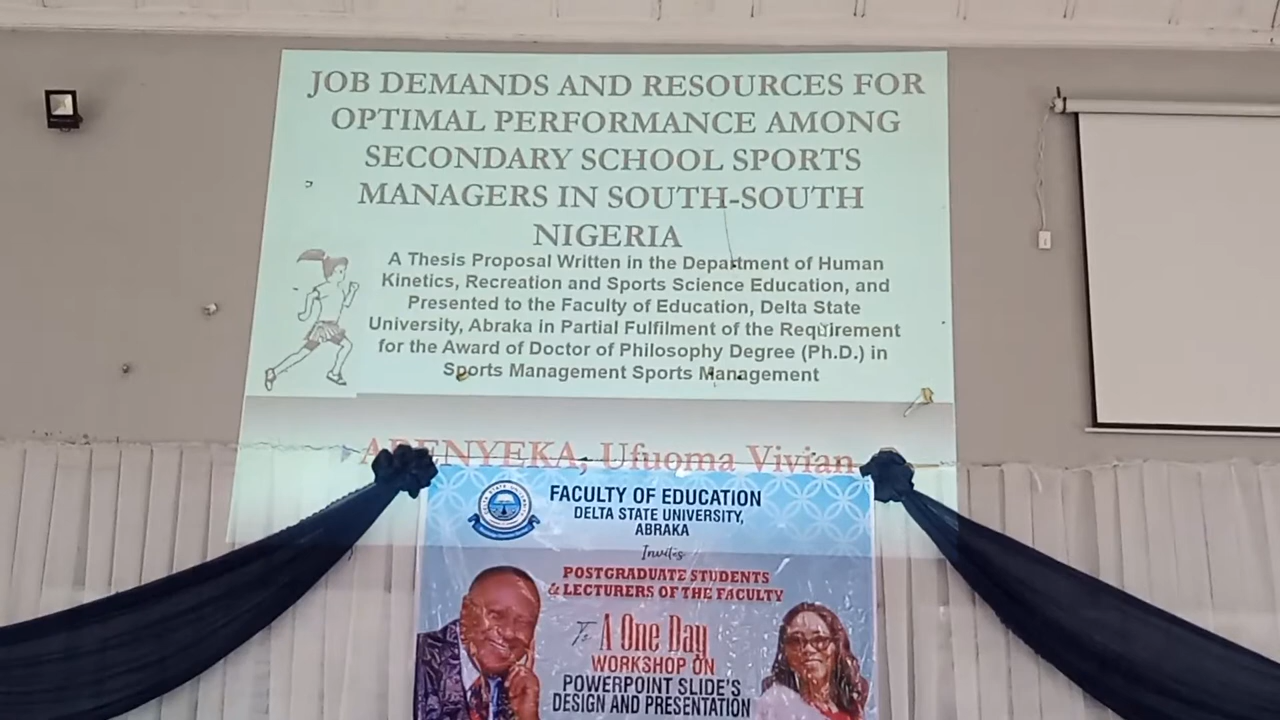 JOB DEMANDS AND RESOURCES FOR
OPTIMAL PERFORMANCE AMONG
SECONDARY SCHOOL SPORTS
MANAGERS IN SOUTH-SOUTH
NIGERIA
A Thesis Proposal Written in the Department of Human
Kinetics, Recreation and Sports Science Education, and
Presented to the Faculty of Education, Delta State
University, Abraka in Partial Fulfilment of the Requirement
for the Award of Doctor of Philosophy Degree (Ph.D.) in
Sports Management Sports Management
Ufuoma Vivian
FACULTY OF EDUCATION
DELTA STATE UNIVERSITY,
ABRAKA
Invites
POSTGRADUATE STUDENTS
& LECTURERS OF THE FACULTY
To A One Day
WORKSHOP ON
POWERPOINT SLIDE'S
DESIGN AND PRESENTATION